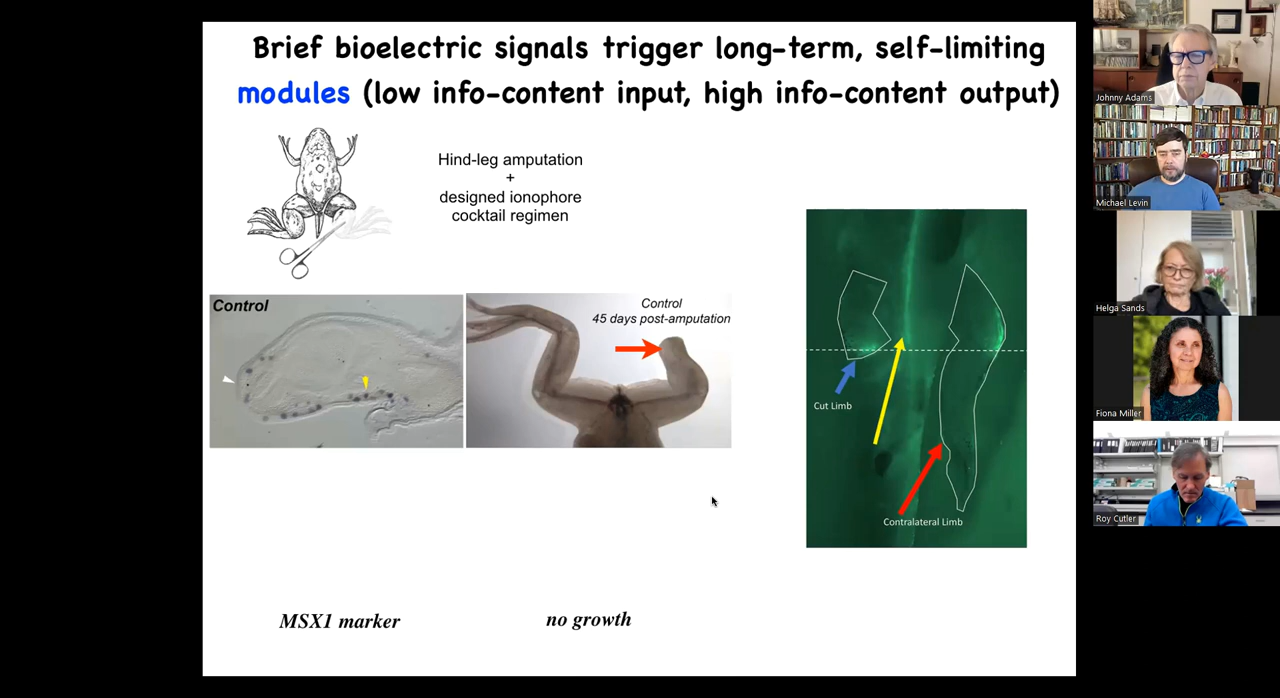 Brief bioelectric signals trigger long-term, self-limiting
modules (low info-content input, high info-content output)
Hind-leg amputation
+
designed ionophore
cocktail regimen
Control
Control
45 days post-amputation
Cut Limb
Contralateral Limb
MSX1 marker
no growth
Johnny Adams
Michael Levin
Helga Sands
Fiona Miller
Roy Cutler